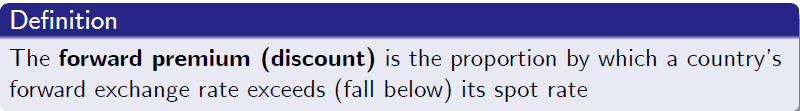 Definition
The forward premium (discount) is the proportion by which a country's
forward exchange rate exceeds (fall below) its spot rate